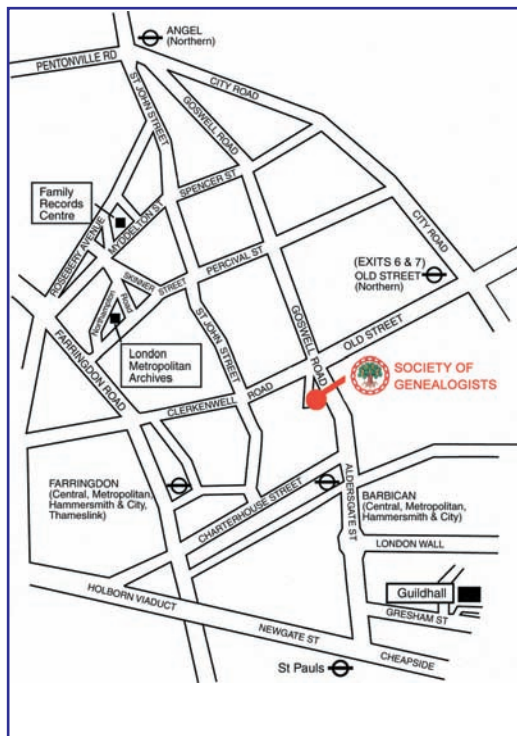 ANGEL
(Northern)
PENTONVILLE RD
CITY ROAD
ST JOHN STREET
GOSWELL ROAD
Family
Records
Centre
SPENCER ST
MYDDELTON ST
ROSEBERY AVENUE
CITY ROAD
(EXITS 6 & 7)
OLD STREET
(Northern)
PERCIVAL ST
SKINNER STREET
Northampton Road
ST JOHN STREET
GOSWELL ROAD
OLD STREET
FARRINGDON ROAD
London
Metropolitan
Archives
SOCIETY OF
GENEALOGISTS
CLERKENWELL ROAD
FARRINGDON
(Central, Metropolitan,
Hammersmith & City,
Thameslink)
CHARTERHOUSE STREET
ALDERSGATE ST
BARBICAN
(Central, Metropolitan,
Hammersmith & City)
LONDON WALL
HOLBORN VIADUCT
Guildhall
GRESHAM ST
NEWGATE ST
CHEAPSIDE
St Pauls